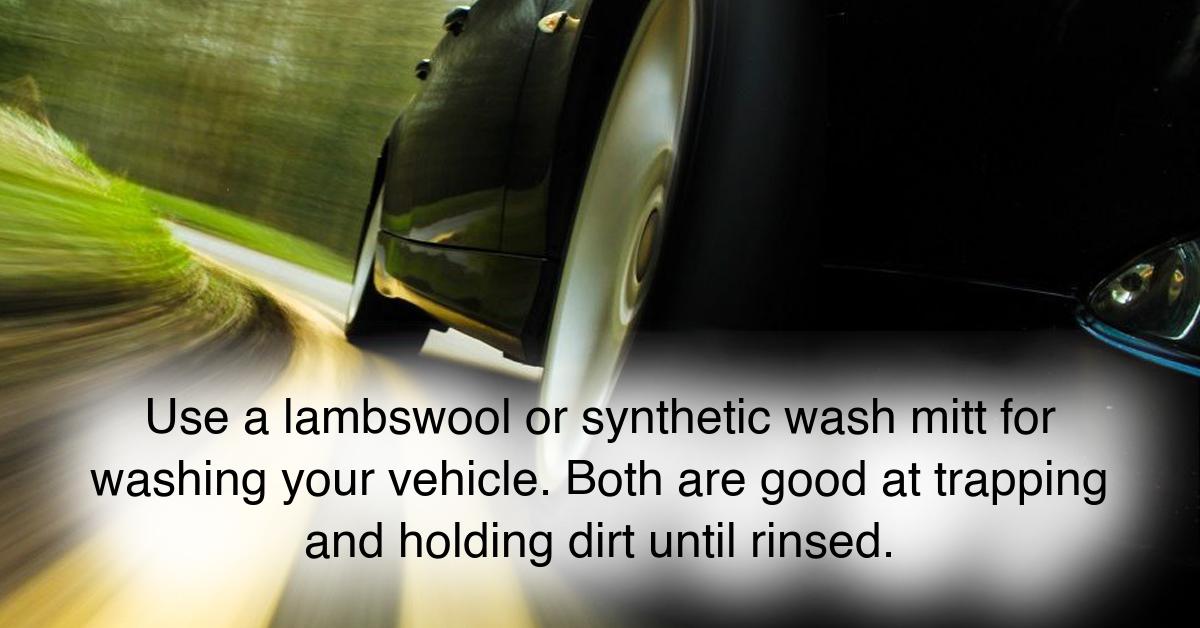 Use a lambswool or synthetic wash mitt for
washing your vehicle. Both are good at trapping
and holding dirt until rinsed.